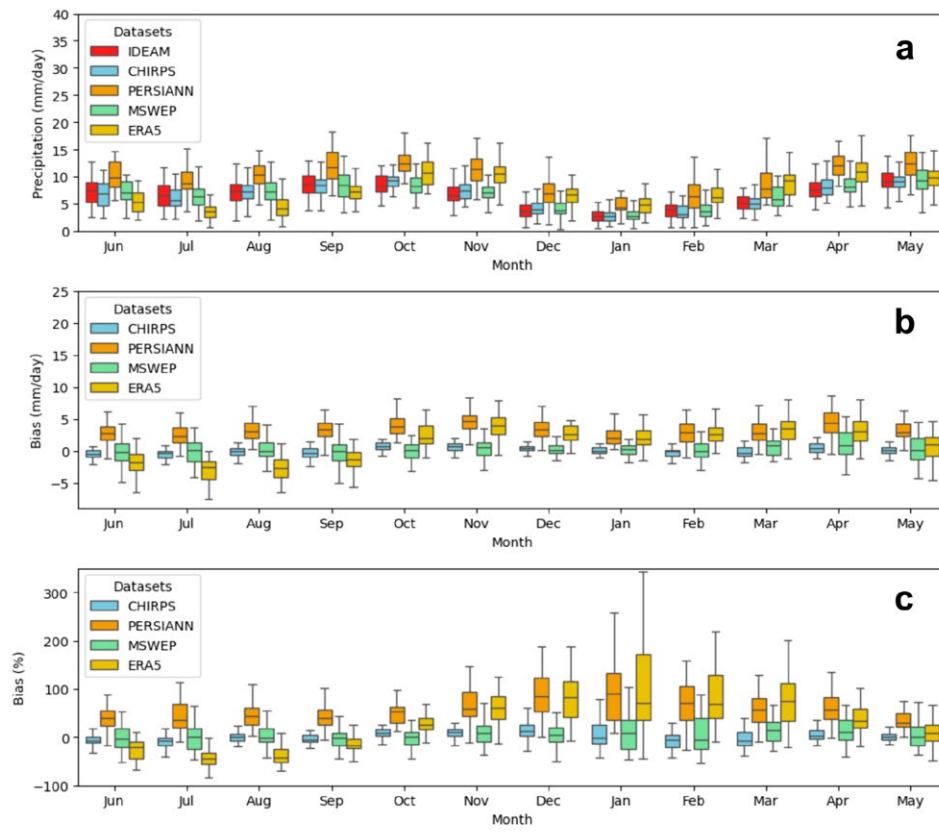 a
Datasets
IDEAM
CHIRPS
PERSIANN
MSWEP
ERA5
Precipitation (mm/day)
40
35
30
25
20
15
10
5
0
Jun Jul Aug Sep Oct Nov Dec Jan Feb Mar Apr May
Month
b
Datasets
CHIRPS
PERSIANN
MSWEP
ERA5
Bias (mm/day)
25
20
15
10
5
0
−5
Jun Jul Aug Sep Oct Nov Dec Jan Feb Mar Apr May
Month
c
Datasets
CHIRPS
PERSIANN
MSWEP
ERA5
Bias (%)
300
200
100
0
−100
Jun Jul Aug Sep Oct Nov Dec Jan Feb Mar Apr May
Month